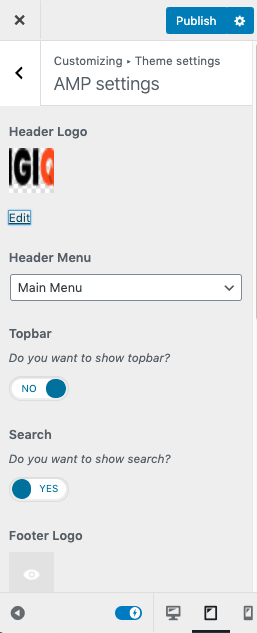 Publish
Customizing ▸ Theme settings
AMP settings
Header Logo
IGIQ
Edit
Header Menu
Main Menu
Topbar
Do you want to show topbar?
NO
Search
Do you want to show search?
YES
Footer Logo